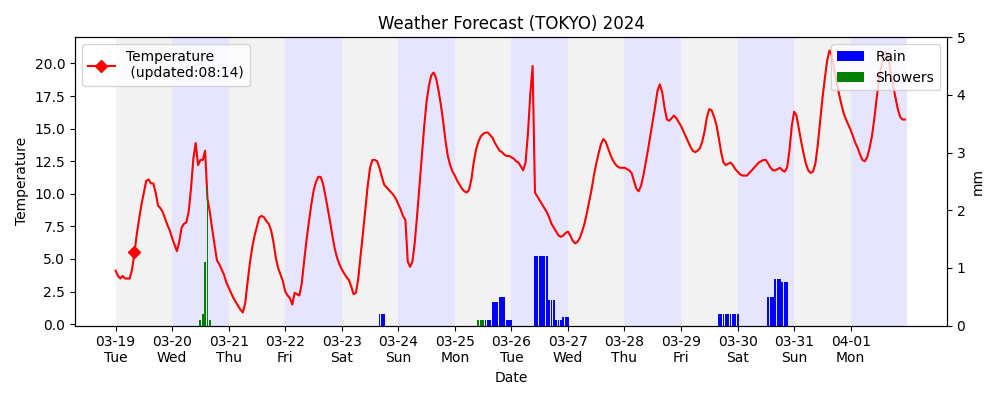 Weather Forecast (TOKYO) 2024
Temperature
(updated:08:14)
Rain
Showers
Temperature
20.0
17.5
15.0
12.5
10.0
7.5
5.0
2.5
0.0
5
4
3
2
1
0
mm
03-19 03-20 03-21 03-22 03-23 03-24 03-25 03-26 03-27 03-28 03-29 03-30 03-31 04-01
Tue Wed Thu Fri Sat Sun Mon Tue Wed Thu Fri Sat Sun Mon
Date